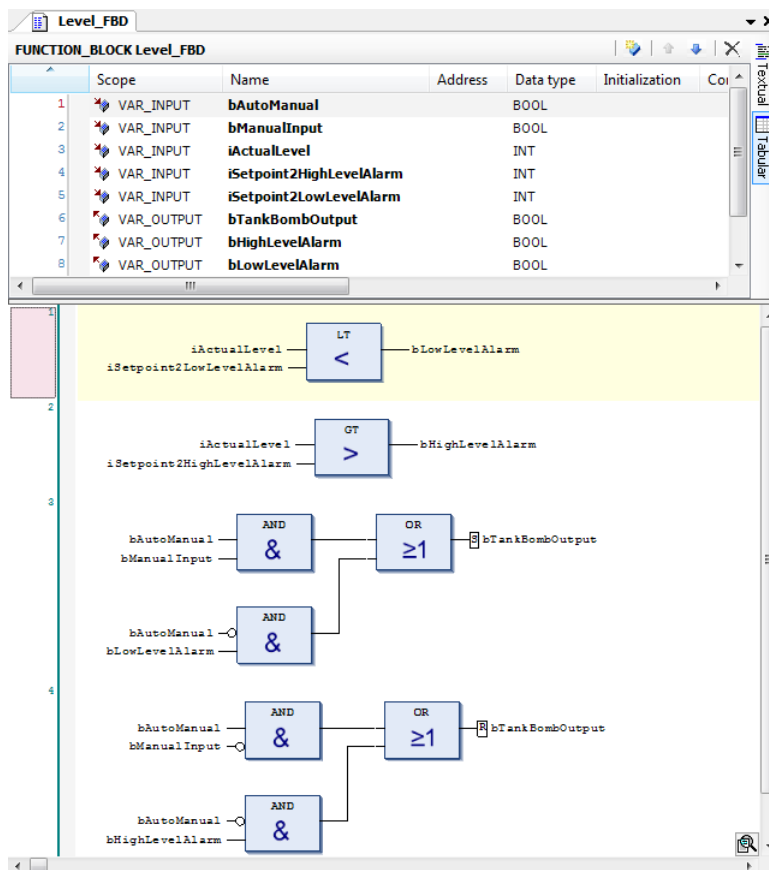 Level_FBD
FUNCTION_BLOCK Level_FBD
Scope Name Address Data type Initialization Co
1 VAR_INPUT bAutoManual BOOL
2 VAR_INPUT bManualInput BOOL
3 VAR_INPUT iActualLevel INT
4 VAR_INPUT iSetpoint2HighLevelAlarm INT
5 VAR_INPUT iSetpoint2LowLevelAlarm INT
6 VAR_OUTPUT bTankBombOutput BOOL
7 VAR_OUTPUT bHighLevelAlarm BOOL
8 VAR_OUTPUT bLowLevelAlarm BOOL
Textual
Tabular
1
LT
iActualLevel < bLowLevelAlarm
iSetpoint2LowLevelAlarm
2
GT
iActualLevel > bHighLevelAlarm
iSetpoint2HighLevelAlarm
3
AND OR
bAutoManual & ≥1 S bTankBombOutput
bManualInput
AND
bAutoManual &
bLowLevelAlarm
4
AND OR
bAutoManual & ≥1 R bTankBombOutput
bManualInput
AND
bAutoManual &
bHighLevelAlarm